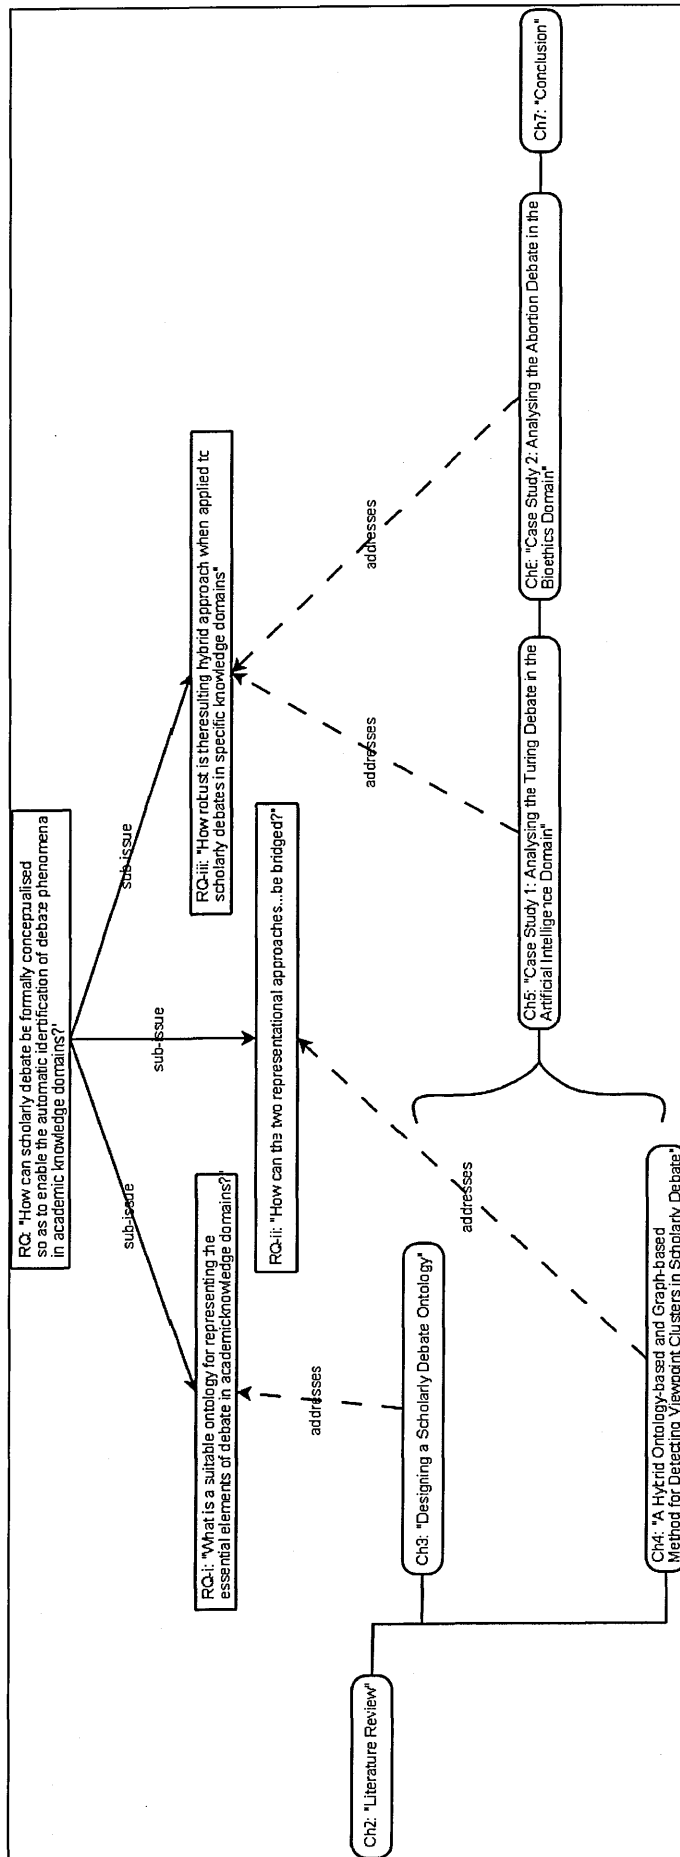 RQ: "How can scholarly debate be formally conceptualised
so as to enable the automatic identification of debate phenomena
in academic knowledge domains?'
sub-issue
sub-issue
sub-issue
RQ-i: "What is a suitable ontology for representing the
essential elements of debate in academicknowledge domains?"
RQ-ii: "How can the two representational approaches...be bridged?"
RQ-iii: "How robust is theresulting hybrid approach when applied tc
scholarly debates in specific knowledge domains"
addresses
addresses
addresses
addresses
Ch2: "Literature Review"
Ch3: "Designing a Scholarly Debate Ontology"
Ch4: "A Hybrid Ontology-based and Graph-based
Method for Detecting Viewpoint Clusters in Scholarly Debate"
Ch5: "Case Study 1: Analysing the Turing Debate in the
Artificial Intelligence Domain"
Ch6: "Case Study 2: Analysing the Abortion Debate in the
Bioethics Domain"
Ch7: "Conclusion"